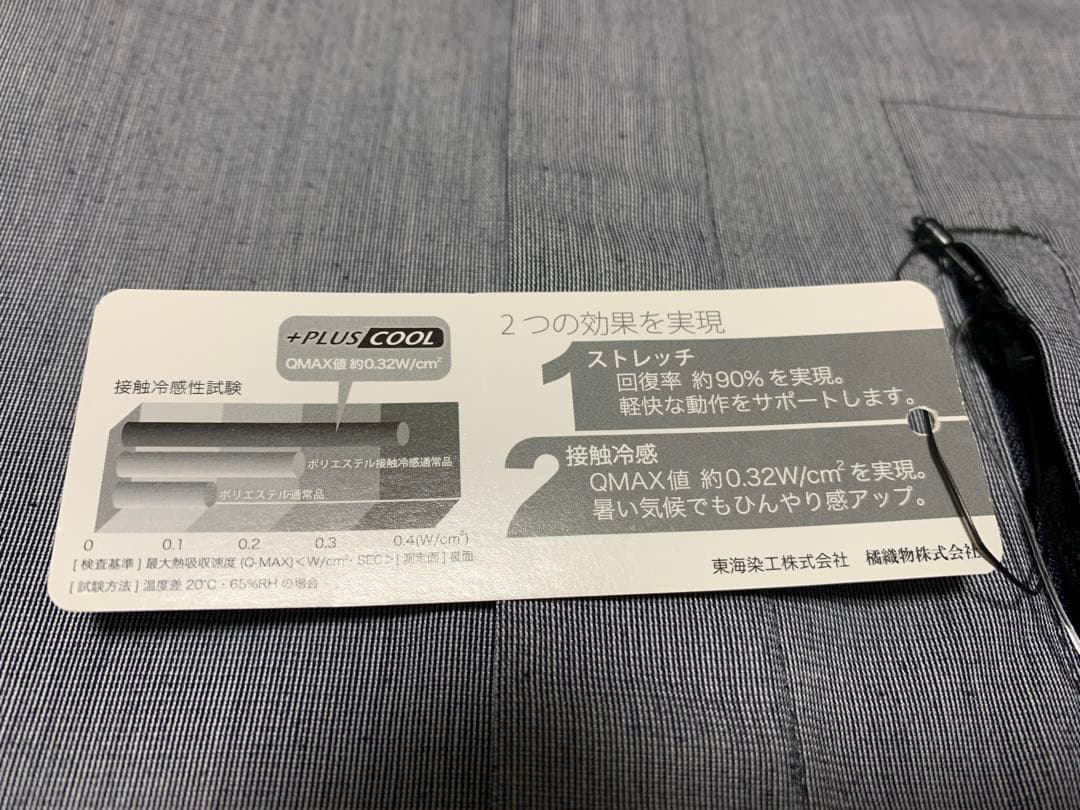 +PLUS COOL
QMAX値 約0.32W/cm²
接触冷感性試験
ポリエステル接触冷感通常品
ポリエステル通常品
0 0.1 0.2 0.3 0.4(W/cm²)
[検査基準] 最大熱吸収速度 (Q-MAX)<W/cm²・SEC> [測定面] 裏面
[試験方法] 温度差 20℃・65%RH の場合
2つの効果を実現
1 ストレッチ
回復率 約90% を実現。
軽快な動作をサポートします。
2 接触冷感
QMAX値 約0.32W/cm² を実現。
暑い気候でもひんやり感アップ。
東海染工株式会社 橘織物株式会社